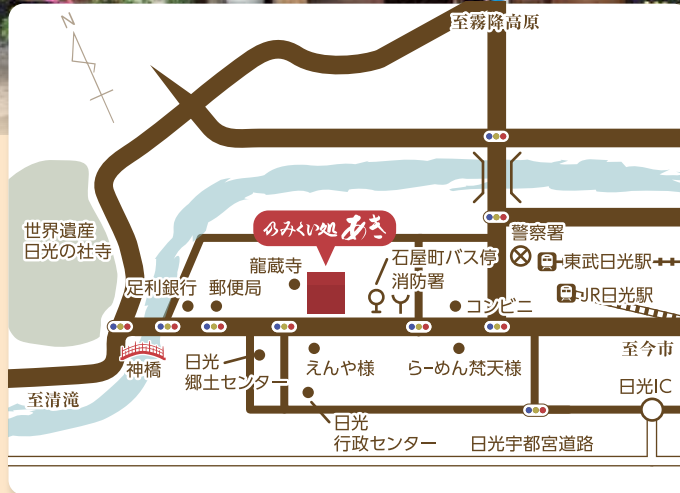 N
至霧降高原
世界遺産
日光の社寺
のみくい処 あき
警察署
龍蔵寺
石屋町バス停
消防署
東武日光駅
足利銀行
郵便局
コンビニ
JR日光駅
神橋
日光
郷土センター
えんや様
らーめん梵天様
至今市
至清滝
日光IC
日光
行政センター
日光宇都宮道路